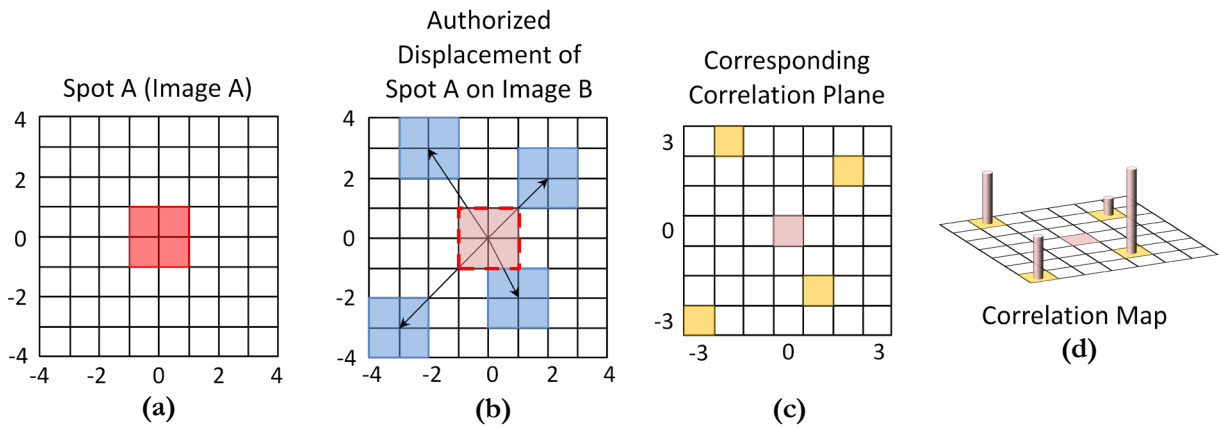 Spot A (Image A)
4
2
0
-2
-4
-4
-2
0
2
4
(a)
Authorized
Displacement of
Spot A on Image B
4
2
0
-2
-4
-4
-2
0
2
4
(b)
Corresponding
Correlation Plane
3
0
-3
-3
0
3
(c)
Correlation Map
(d)